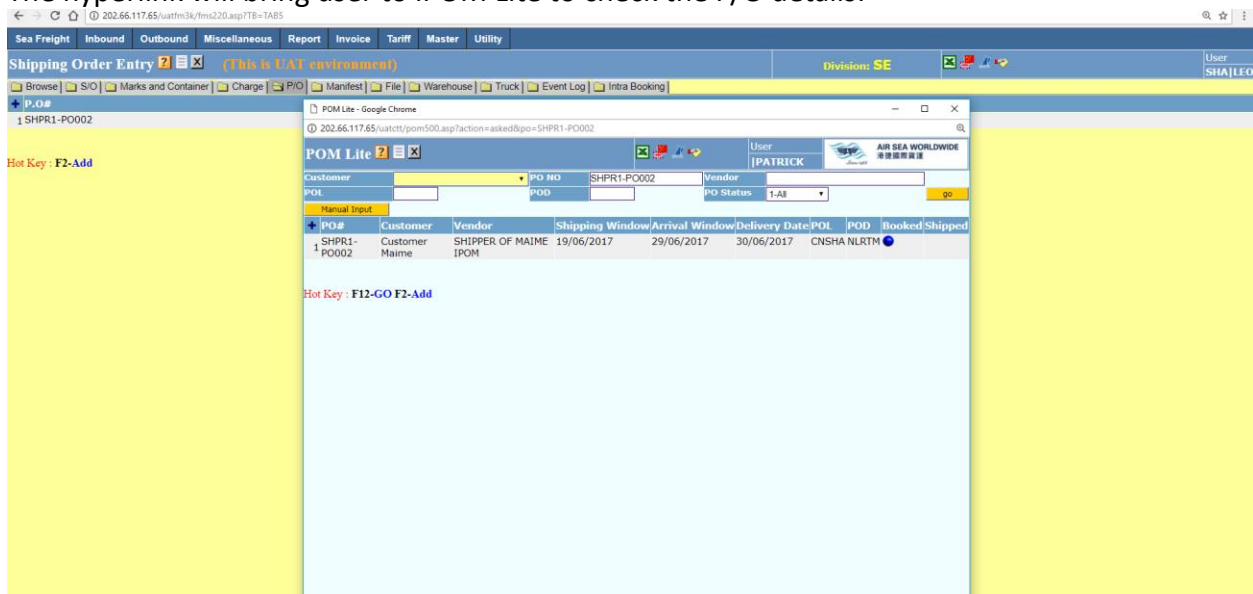 The hyperlink will bring user to iPOM Lite to check the P/O details.
202.66.117.65/uatfm3k/fms220.asp?TB=TAB5
Sea Freight Inbound Outbound Miscellaneous Report Invoice Tariff Master Utility
Shipping Order Entry (This is UAT environment) Division: SE User
SHA|LEO
Browse S/O Marks and Container Charge P/O Manifest File Warehouse Truck Event Log Intra Booking
P.O#
1 SHPR1-PO002
Hot Key : F2-Add
POM Lite - Google Chrome
202.66.117.65/uatctt/pom500.asp?action=asked&po=SHPR1-PO002
POM Lite User AIR SEA WORLDWIDE
|PATRICK 港捷國際貨運
Customer PO NO SHPR1-PO002 Vendor
POL POD PO Status 1-All go
Manual Input
PO# Customer Vendor Shipping Window Arrival Window Delivery Date POL POD Booked Shipped
1 SHPR1- Customer SHIPPER OF MAIME 19/06/2017 29/06/2017 30/06/2017 CNSHA NLRTM
PO002 Maime IPOM
Hot Key : F12-GO F2-Add